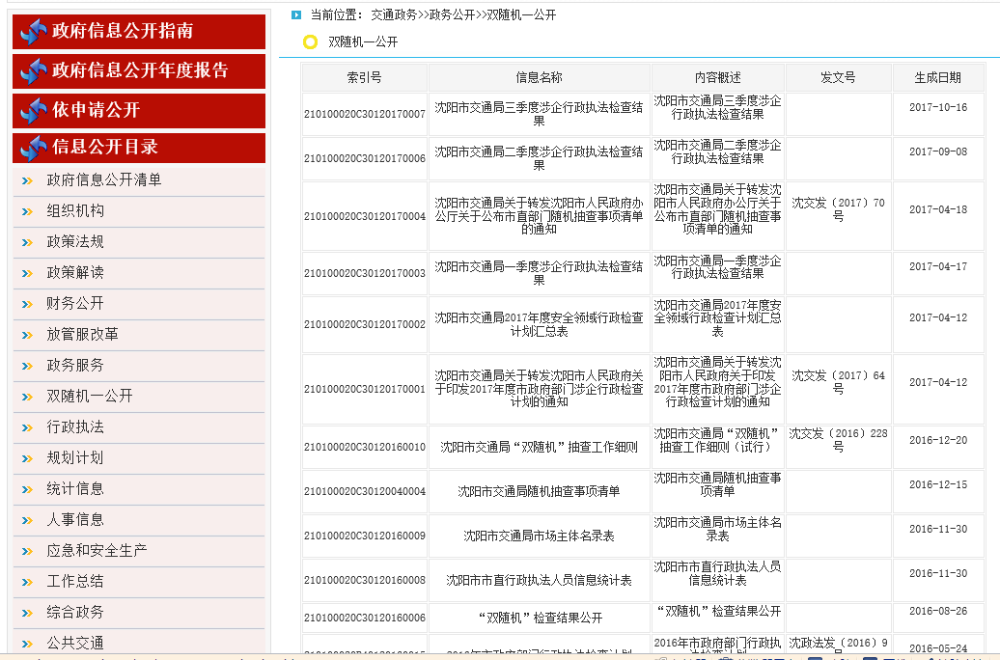 政府信息公开指南
政府信息公开年度报告
依申请公开
信息公开目录
政府信息公开清单
组织机构
政策法规
政策解读
财务公开
放管服改革
政务服务
双随机一公开
行政执法
规划计划
统计信息
人事信息
应急和安全生产
工作总结
综合政务
公共交通
当前位置: 交通政务>>政务公开>>双随机一公开
双随机一公开
索引号 信息名称 内容概述 发文号 生成日期
210100020C30120170007
沈阳市交通局三季度涉企行政执法检查结
果
沈阳市交通局三季度涉企
行政执法检查结果
2017-10-16
210100020C30120170006
沈阳市交通局二季度涉企行政执法检查结
果
沈阳市交通局二季度涉企
行政执法检查结果
2017-09-08
210100020C30120170004
沈阳市交通局关于转发沈阳市人民政府办
公厅关于公布市直部门随机抽查事项清单
的通知
沈阳市交通局关于转发沈
阳市人民政府办公厅关于
公布市直部门随机抽查事
项清单的通知
沈交发（2017）70
号
2017-04-18
210100020C30120170003
沈阳市交通局一季度涉企行政执法检查结
果
沈阳市交通局一季度涉企
行政执法检查结果
2017-04-17
210100020C30120170002
沈阳市交通局2017年度安全领域行政检查
计划汇总表
沈阳市交通局2017年度安
全领域行政检查计划汇总
表
2017-04-12
210100020C30120170001
沈阳市交通局关于转发沈阳市人民政府关
于印发2017年度市政府部门涉企行政检查
计划的通知
沈阳市交通局关于转发沈
阳市人民政府关于印发
2017年度市政府部门涉企
行政检查计划的通知
沈交发（2017）64
号
2017-04-12
210100020C30120160010
沈阳市交通局“双随机”抽查工作细则
沈阳市交通局“双随机”
抽查工作细则（试行）
沈交发（2016）228
号
2016-12-20
210100020C30120040004
沈阳市交通局随机抽查事项清单
沈阳市交通局随机抽查事
项清单
2016-12-15
210100020C30120160009
沈阳市交通局市场主体名录表
沈阳市交通局市场主体名
录表
2016-11-30
210100020C30120160008
沈阳市市直行政执法人员信息统计表
沈阳市市直行政执法人员
信息统计表
2016-11-30
210100020C30120160006
“双随机”检查结果公开
“双随机”检查结果公开
2016-08-26
2016年市政府部门行政执
沈政法发（2016）9
2016-05-24